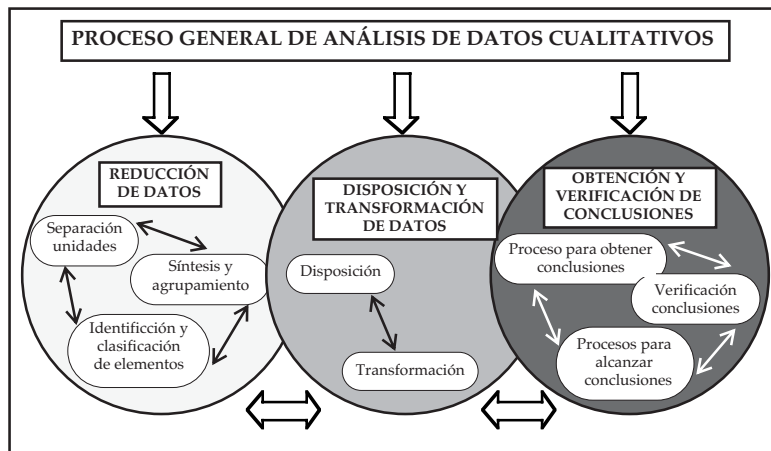 PROCESO GENERAL DE ANÁLISIS DE DATOS CUALITATIVOS
REDUCCIÓN
DE DATOS
Separación
unidades
Síntesis y
agrupamiento
Identificción y
clasificación
de elementos
DISPOSICIÓN Y
TRANSFORMACIÓN
DE DATOS
Disposición
Transformación
OBTENCIÓN Y
VERIFICACIÓN DE
CONCLUSIONES
Proceso para obtener
conclusiones
Verificación
conclusiones
Procesos para
alcanzar
conclusiones